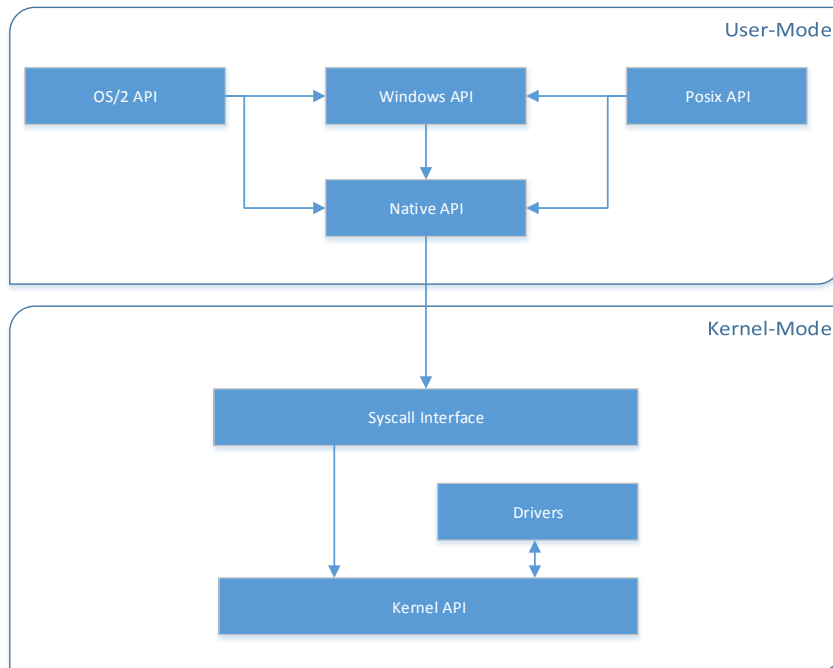 User-Mode
OS/2 API
Windows API
Posix API
Native API
Kernel-Mode
Syscall Interface
Drivers
Kernel API